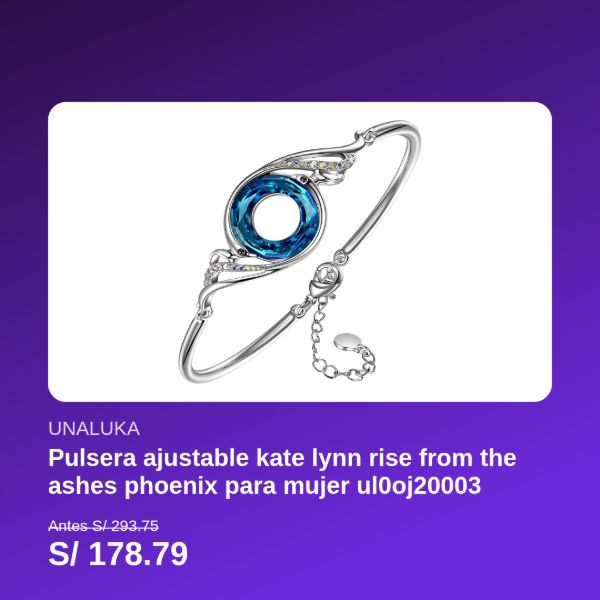 UNALUKA
Pulsera ajustable kate lynn rise from the
ashes phoenix para mujer ul0oj20003
Antes S/ 293.75
S/ 178.79